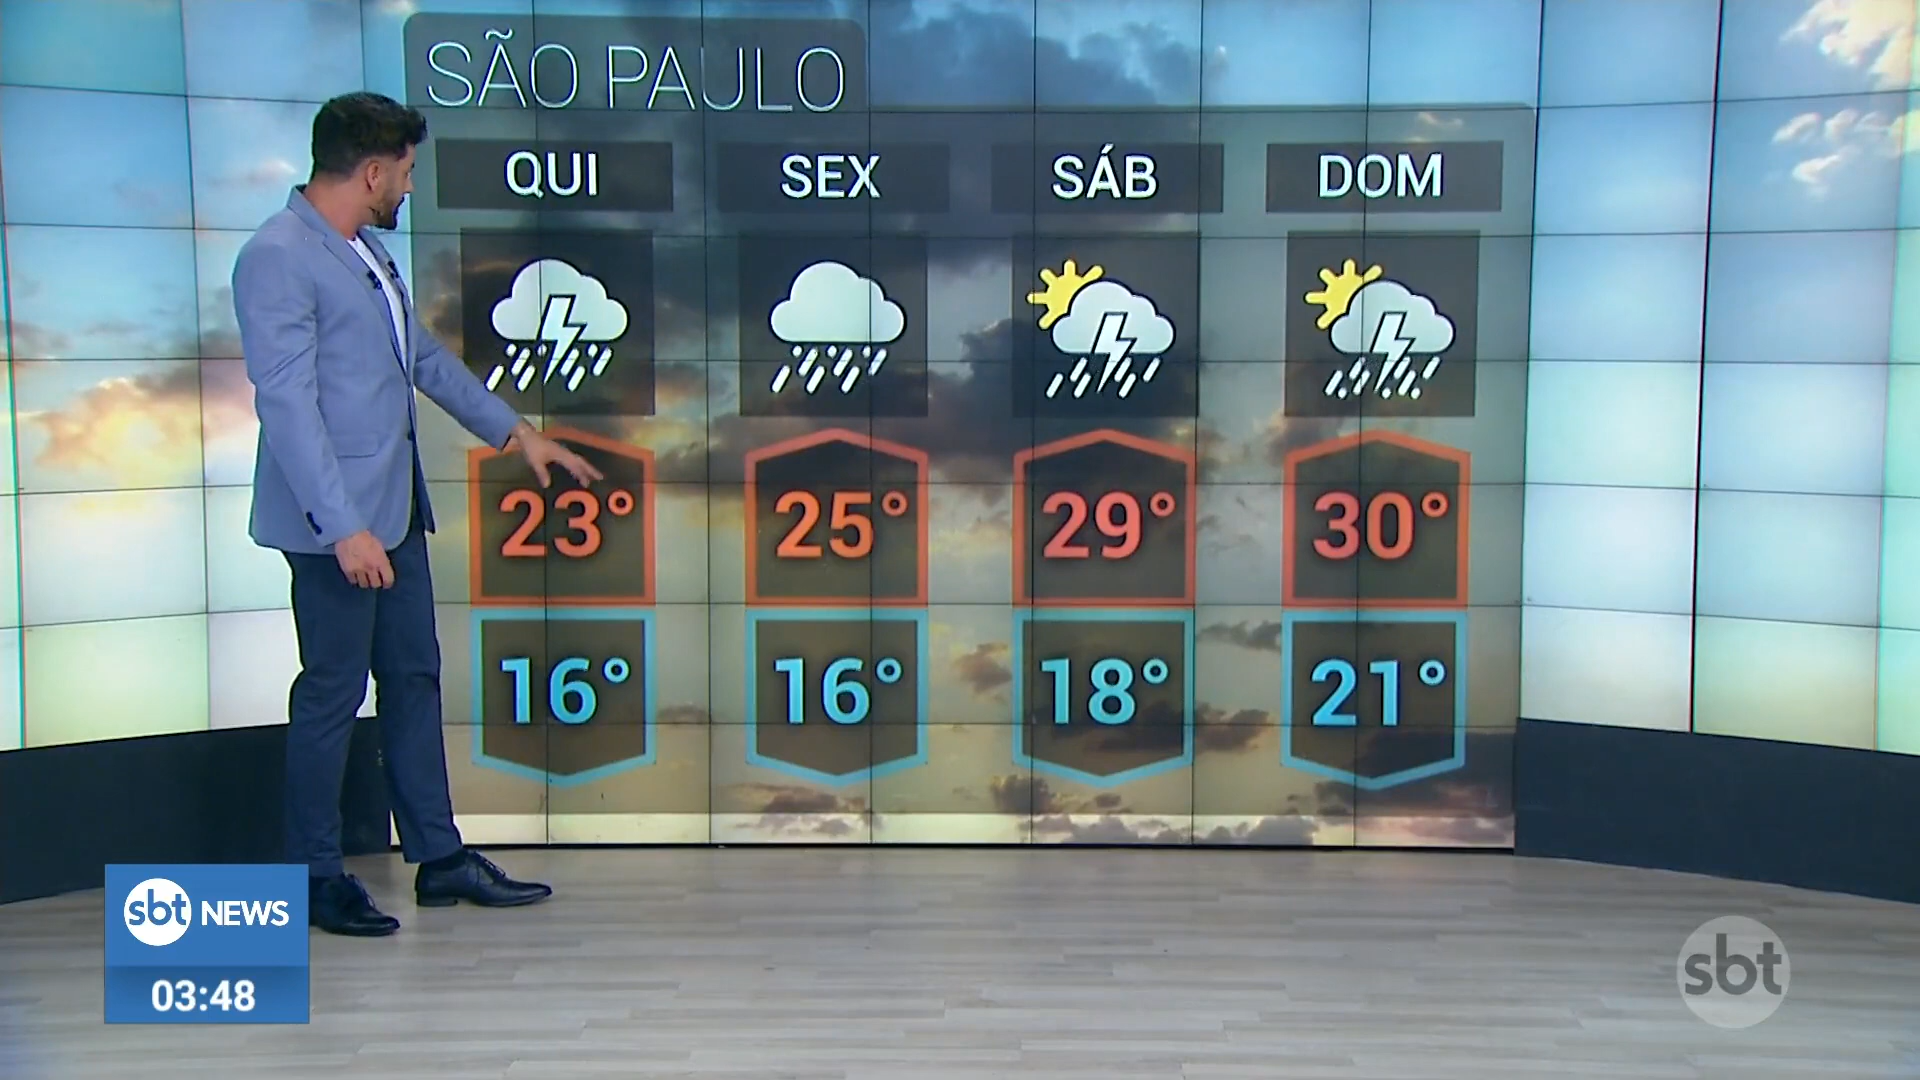 SÃO PAULO
QUI SEX SÁB DOM
23° 25° 29° 30°
16° 16° 18° 21°
sbt NEWS
03:48
sbt